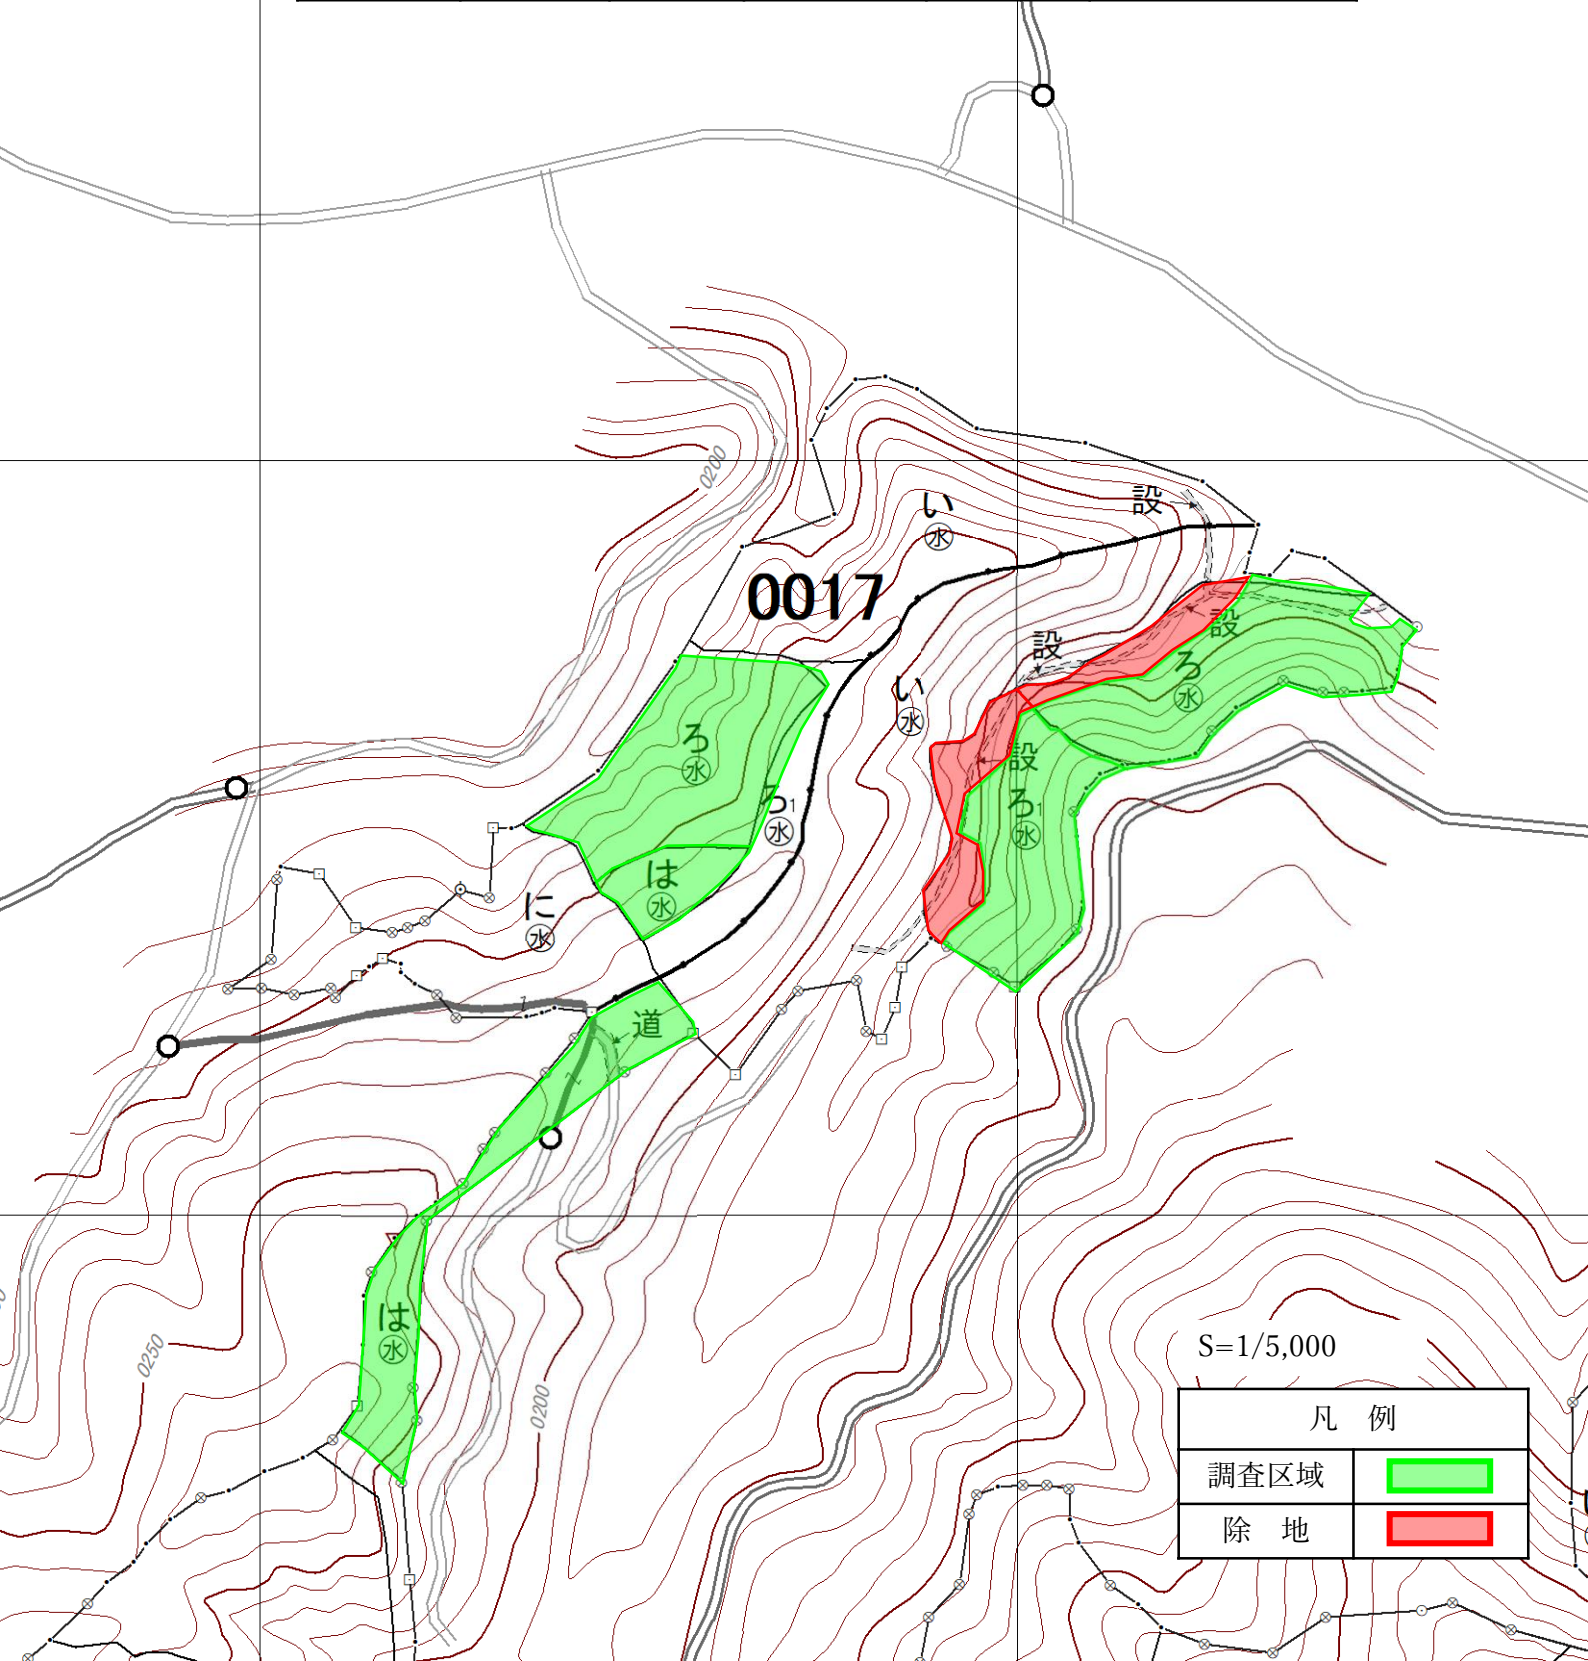 0200
い
水
設
0017
設
設
ろ
水
い
水
ろ
水
設
ろ1
水
ろ1
水
は
水
に
水
1
道
2
は
水
0250
0200
S=1/5,000
凡 例
調査区域
除 地